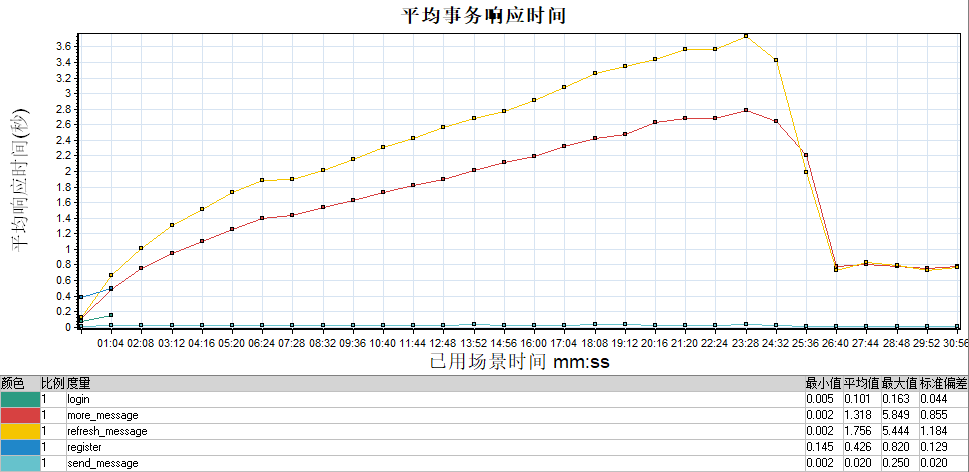 平均事务响应时间
平均响应时间(秒)
3.6
3.4
3.2
3
2.8
2.6
2.4
2.2
2
1.8
1.6
1.4
1.2
1
0.8
0.6
0.4
0.2
0
01:04 02:08 03:12 04:16 05:20 06:24 07:28 08:32 09:36 10:40 11:44 12:48 13:52 14:56 16:00 17:04 18:08 19:12 20:16 21:20 22:24 23:28 24:32 25:36 26:40 27:44 28:48 29:52 30:56
已用场景时间 mm:ss
颜色 比例 度量 最小值 平均值 最大值 标准偏差
1 login 0.005 0.101 0.163 0.044
1 more_message 0.002 1.318 5.849 0.855
1 refresh_message 0.002 1.756 5.444 1.184
1 register 0.145 0.426 0.820 0.129
1 send_message 0.002 0.020 0.250 0.020